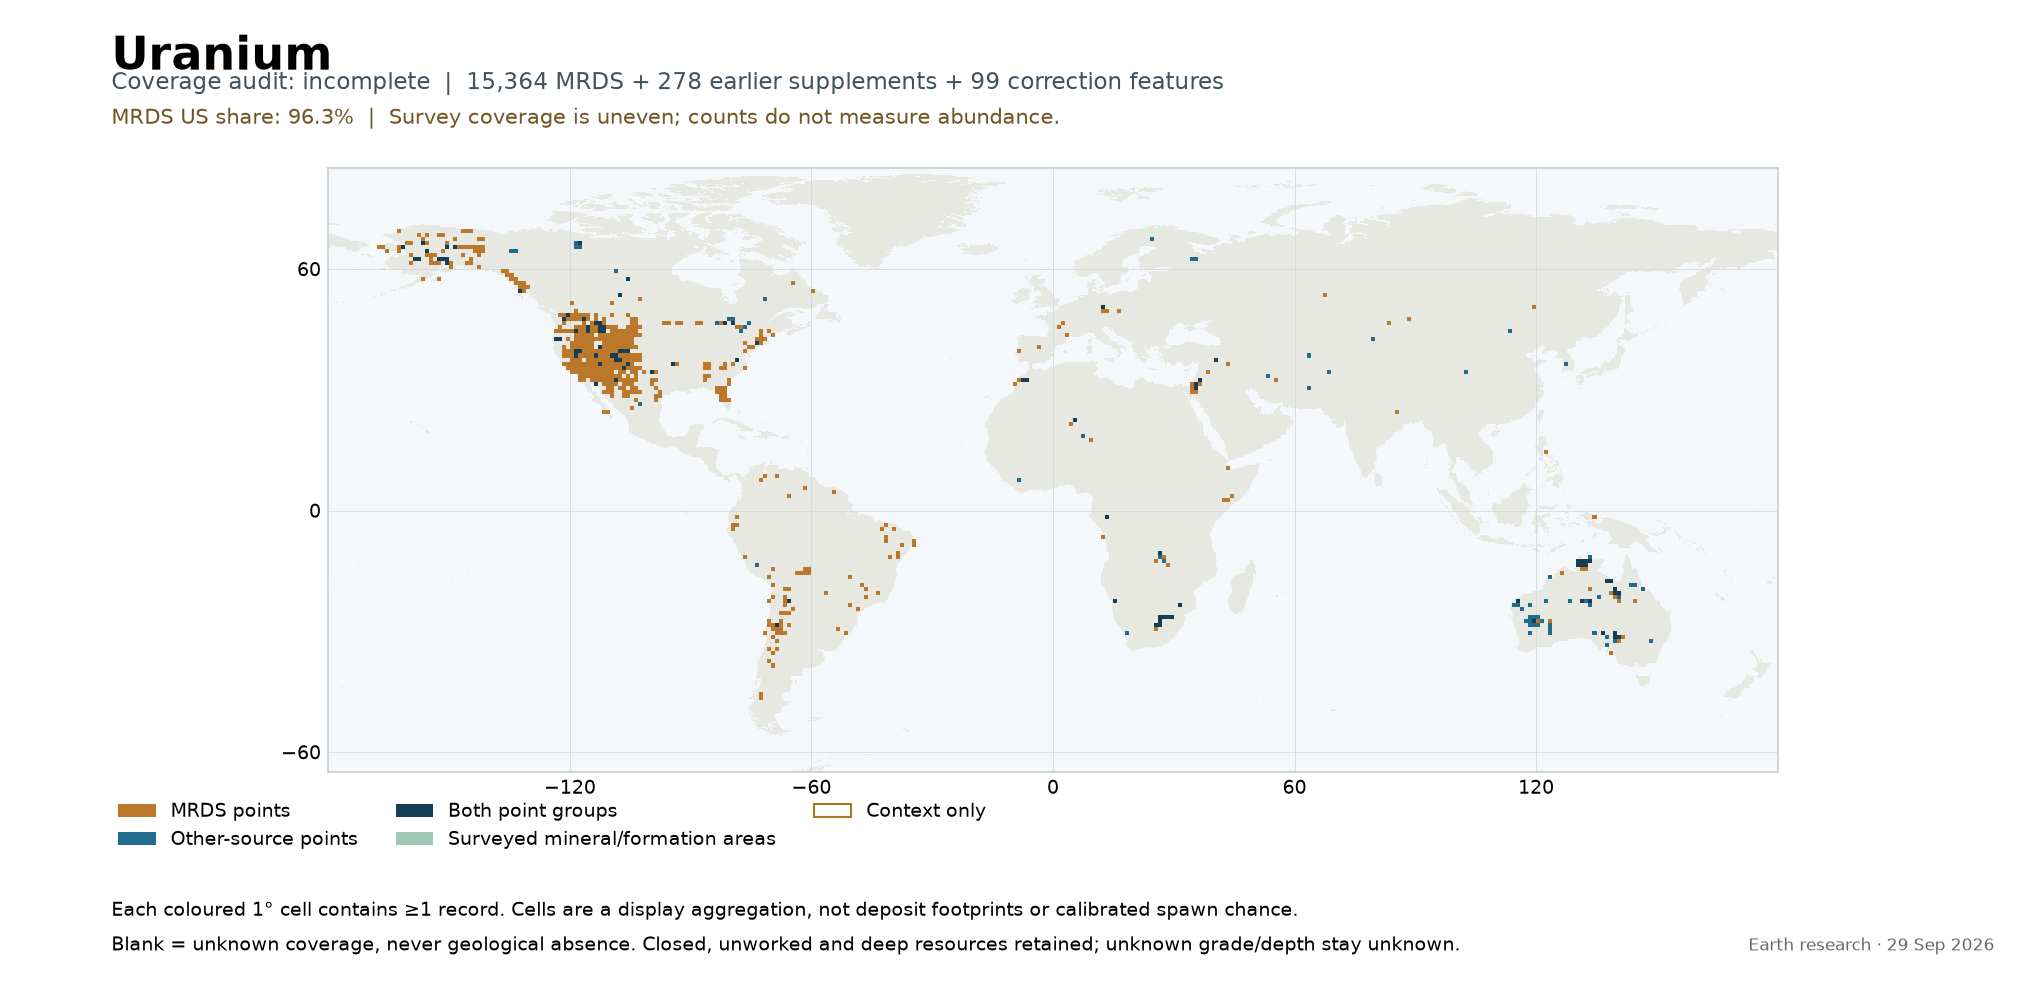 Uranium
Coverage audit: incomplete | 15,364 MRDS + 278 earlier supplements + 99 correction features
MRDS US share: 96.3% | Survey coverage is uneven; counts do not measure abundance.
60
0
−60
−120 −60 0 60 120
MRDS points
Other-source points
Both point groups
Surveyed mineral/formation areas
Context only
Each coloured 1° cell contains ≥1 record. Cells are a display aggregation, not deposit footprints or calibrated spawn chance.
Blank = unknown coverage, never geological absence. Closed, unworked and deep resources retained; unknown grade/depth stay unknown.
Earth research · 29 Sep 2026